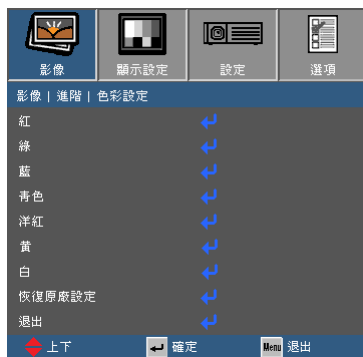 影像 顯示設定 設定 選項
影像 | 進階 | 色彩設定
紅
綠
藍
青色
洋紅
黃
白
恢復原廠設定
退出
上下 確定 Menu 退出